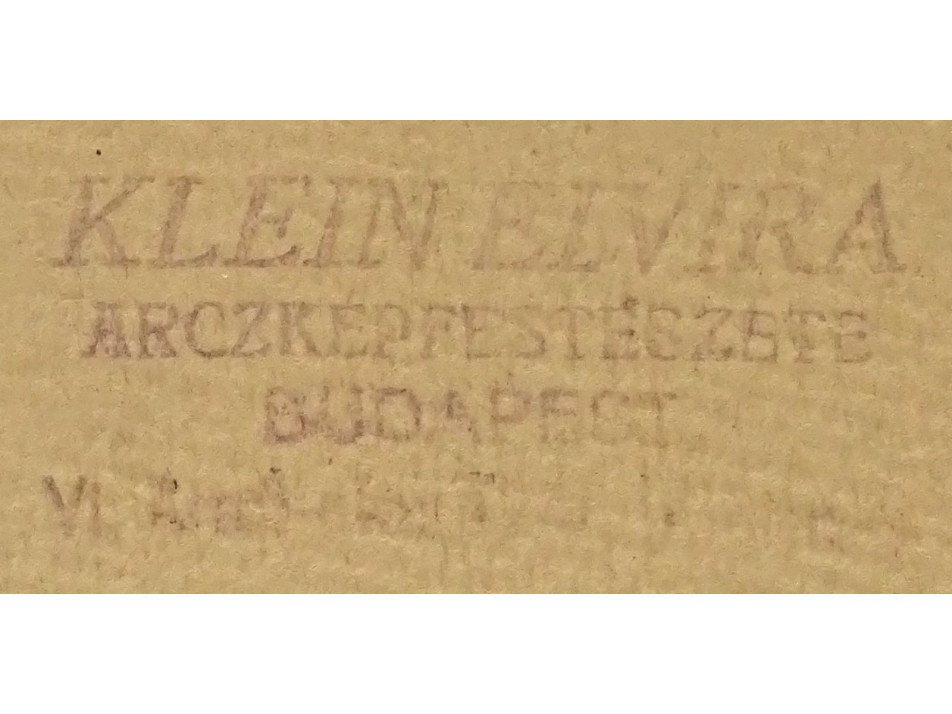 KLEIN ELVIRA
ARCZKÉPFESTÉSZETE
BUDAPEST